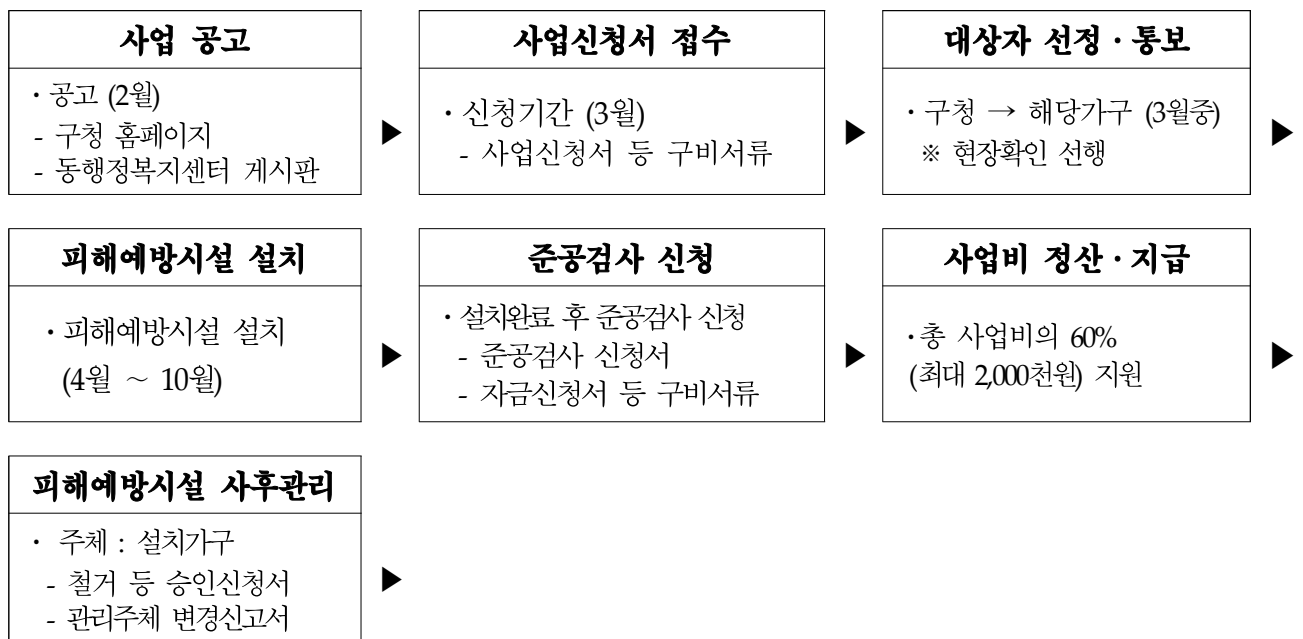 사업 공고
· 공고 (2월)
- 구청 홈페이지
- 동행정복지센터 게시판
▶
사업신청서 접수
· 신청기간 (3월)
- 사업신청서 등 구비서류
▶
대상자 선정 · 통보
· 구청 → 해당가구 (3월중)
※ 현장확인 선행
▶
피해예방시설 설치
· 피해예방시설 설치
(4월 ～ 10월)
▶
준공검사 신청
· 설치완료 후 준공검사 신청
- 준공검사 신청서
- 자금신청서 등 구비서류
▶
사업비 정산 · 지급
· 총 사업비의 60%
(최대 2,000천원) 지원
▶
피해예방시설 사후관리
· 주체 : 설치가구
- 철거 등 승인신청서
- 관리주체 변경신고서
▶